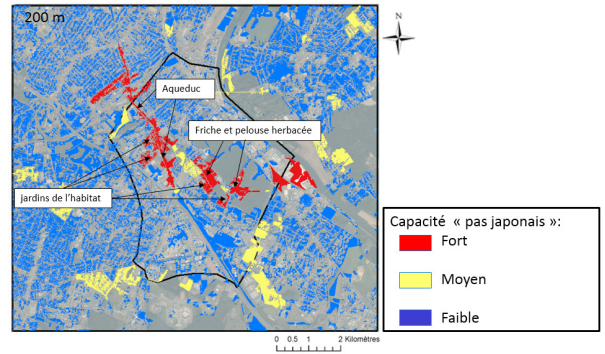 200 m
N
Aqueduc
Friche et pelouse herbacée
jardins de l'habitat
Capacité « pas japonais »:
Fort
Moyen
Faible
0 0.5 1 2 Kilomètres